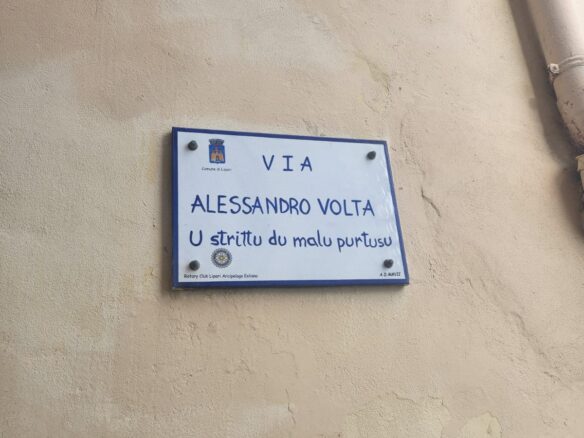 VIA
Comune di Lipari
ALESSANDRO VOLTA
U strittu du malu purtusu
Rotary Club Lipari Arcipelago Eoliano